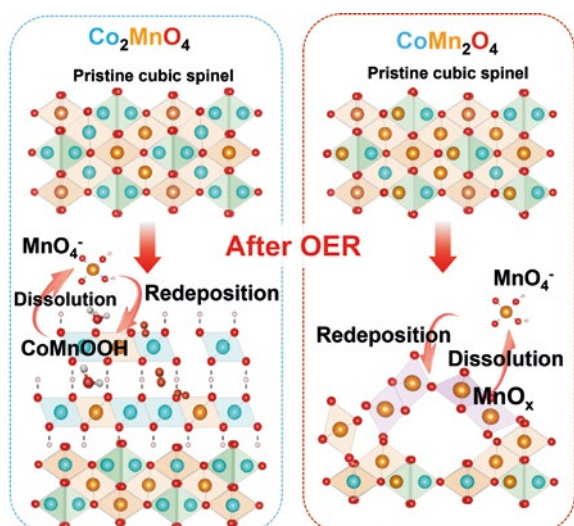 Co₂MnO₄
Pristine cubic spinel
CoMn₂O₄
Pristine cubic spinel
After OER
MnO₄⁻
Dissolution
Redeposition
CoMnOOH
MnO₄⁻
Redeposition
Dissolution
MnOₓ